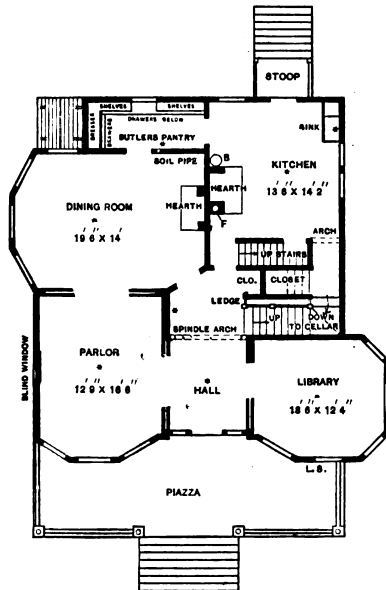 STOOP
SHELVES
SHELVES
DRAWERS BELOW
DRESSER
DRAWERS
BUTLERS PANTRY
SINK
SOIL PIPE
B
KITCHEN
13'6" X 14'2"
HEARTH
HEARTH
F
DINING ROOM
19'6" X 14'
ARCH
UP STAIRS
CLO.
CLOSET
LEDGE
UP
DOWN
TO CELLAR
SPINDLE ARCH
BLIND WINDOW
PARLOR
12'9" X 16'6"
HALL
LIBRARY
18'6" X 12'4"
L.S.
PIAZZA